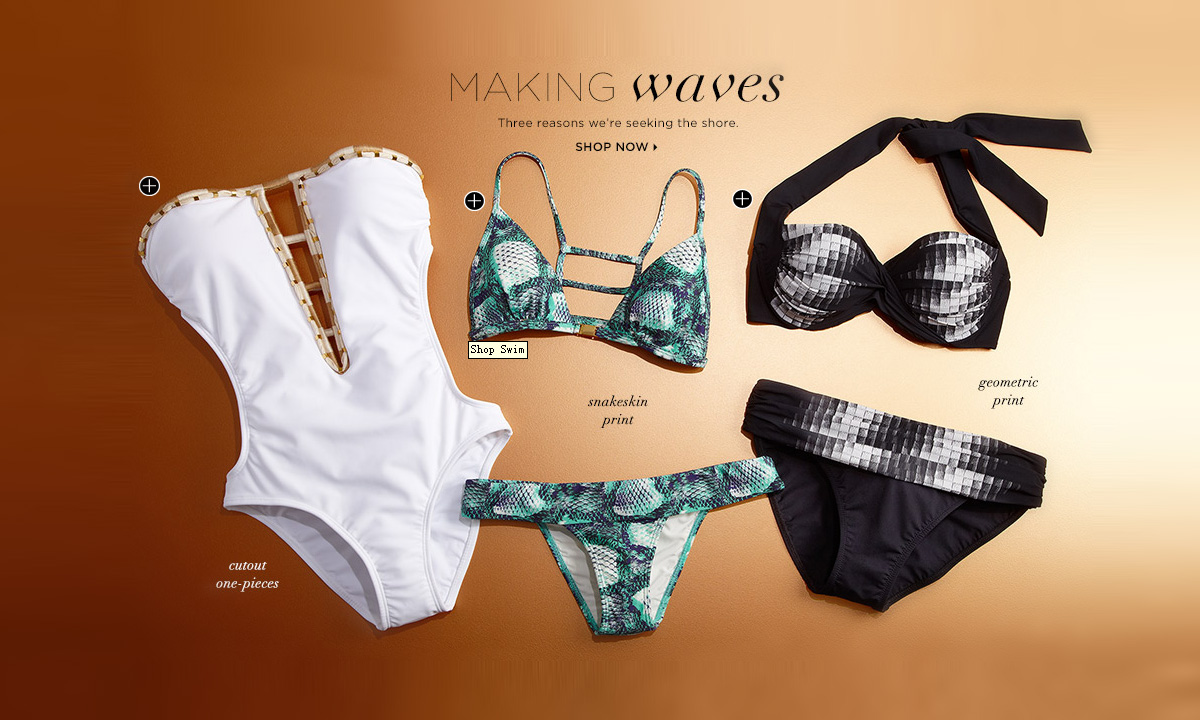 MAKING waves
Three reasons we're seeking the shore.
SHOP NOW
Shop Swim
snakeskin
print
geometric
print
cutout
one-pieces